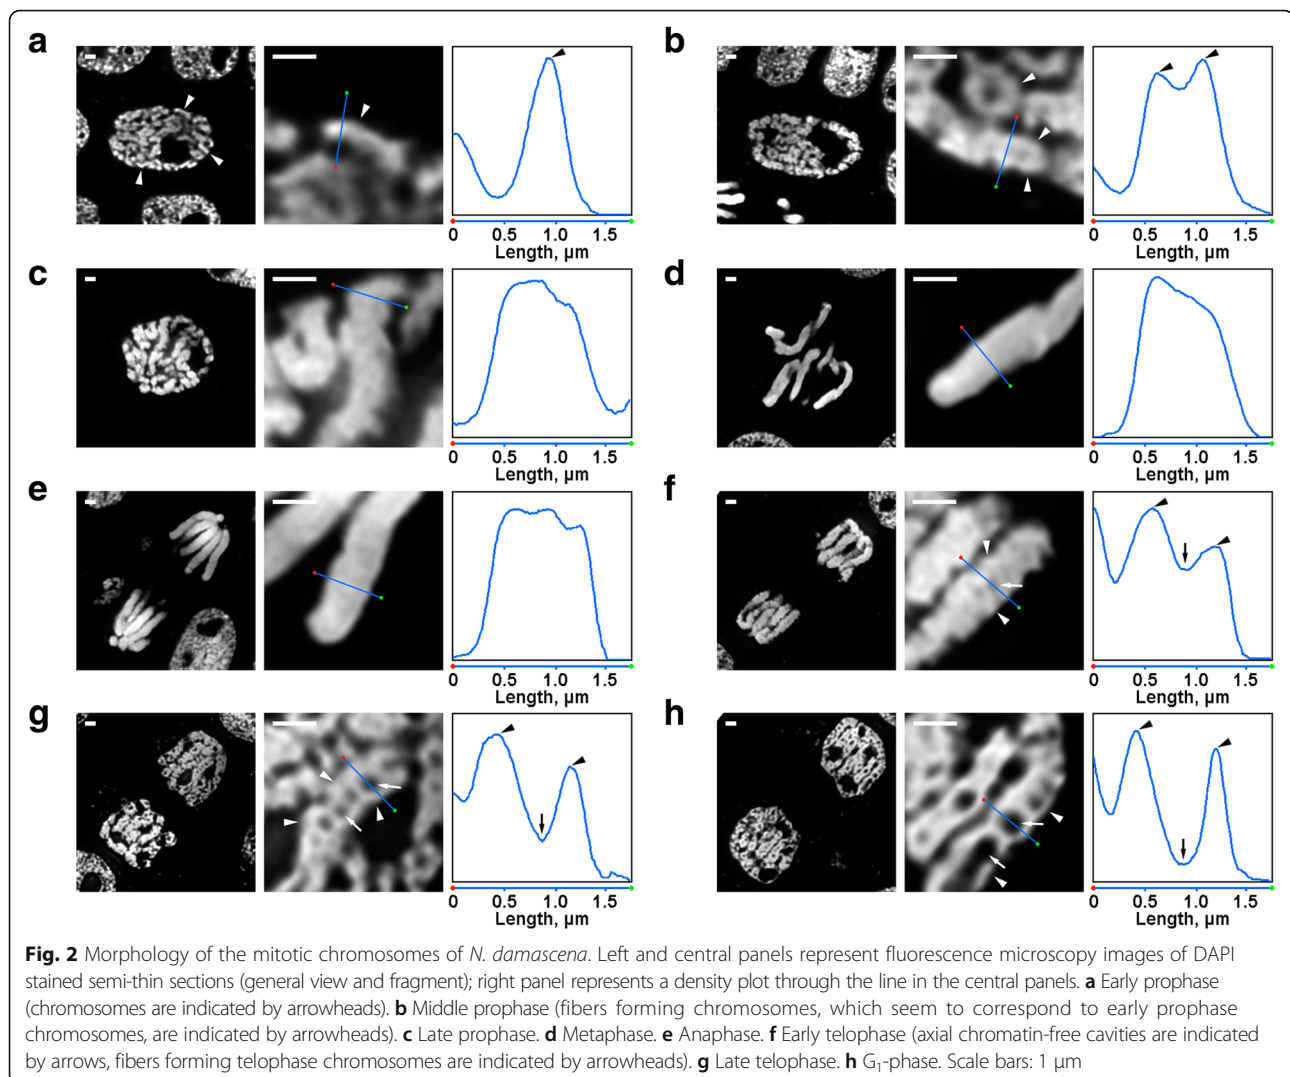 a
b
0 0.5 1.0 1.5
Length, µm
0 0.5 1.0 1.5
Length, µm
c
d
0 0.5 1.0 1.5
Length, µm
0 0.5 1.0 1.5
Length, µm
e
f
0 0.5 1.0 1.5
Length, µm
0 0.5 1.0 1.5
Length, µm
g
h
0 0.5 1.0 1.5
Length, µm
0 0.5 1.0 1.5
Length, µm
Fig. 2 Morphology of the mitotic chromosomes of N. damascena. Left and central panels represent fluorescence microscopy images of DAPI
stained semi-thin sections (general view and fragment); right panel represents a density plot through the line in the central panels. a Early prophase
(chromosomes are indicated by arrowheads). b Middle prophase (fibers forming chromosomes, which seem to correspond to early prophase
chromosomes, are indicated by arrowheads). c Late prophase. d Metaphase. e Anaphase. f Early telophase (axial chromatin-free cavities are indicated
by arrows, fibers forming telophase chromosomes are indicated by arrowheads). g Late telophase. h G₁-phase. Scale bars: 1 µm